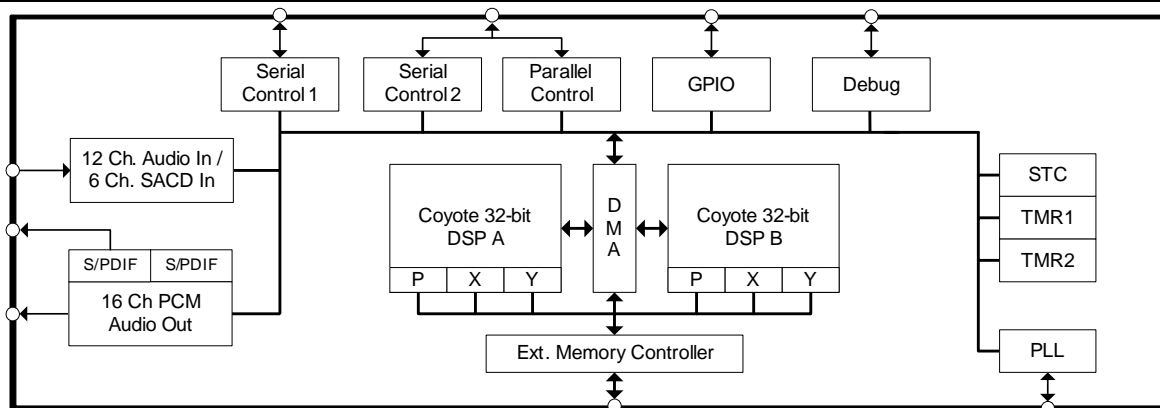 Serial
Control 1
Serial
Control 2
Parallel
Control
GPIO
Debug
12 Ch. Audio In /
6 Ch. SACD In
S/PDIF
S/PDIF
16 Ch PCM
Audio Out
Coyote 32-bit
DSP A
P
X
Y
D
M
A
Coyote 32-bit
DSP B
P
X
Y
Ext. Memory Controller
STC
TMR1
TMR2
PLL